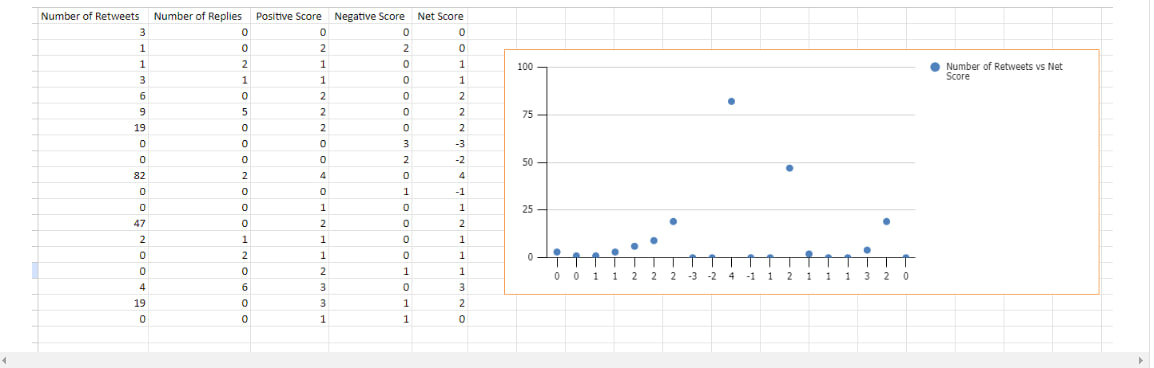 Number of Retweets Number of Replies Positive Score Negative Score Net Score
3 0 0 0 0
1 0 2 2 0
1 2 1 0 1
3 1 1 0 1
6 0 2 0 2
9 5 2 0 2
19 0 2 0 2
0 0 0 3 -3
0 0 0 2 -2
82 2 4 0 4
0 0 0 1 -1
0 0 1 0 1
47 0 2 0 2
2 1 1 0 1
0 2 1 0 1
0 0 2 1 1
4 6 3 0 3
19 0 3 1 2
0 0 1 1 0
100
75
50
25
0
0 0 1 1 2 2 2 -3 -2 4 -1 1 2 1 1 1 3 2 0
Number of Retweets vs Net
Score